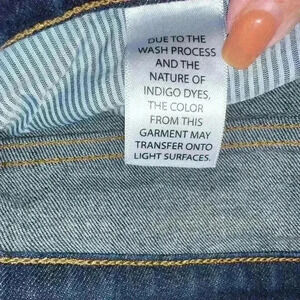 DUE TO THE
WASH PROCESS
AND THE
NATURE OF
INDIGO DYES,
THE COLOR
FROM THIS
GARMENT MAY
TRANSFER ONTO
LIGHT SURFACES.